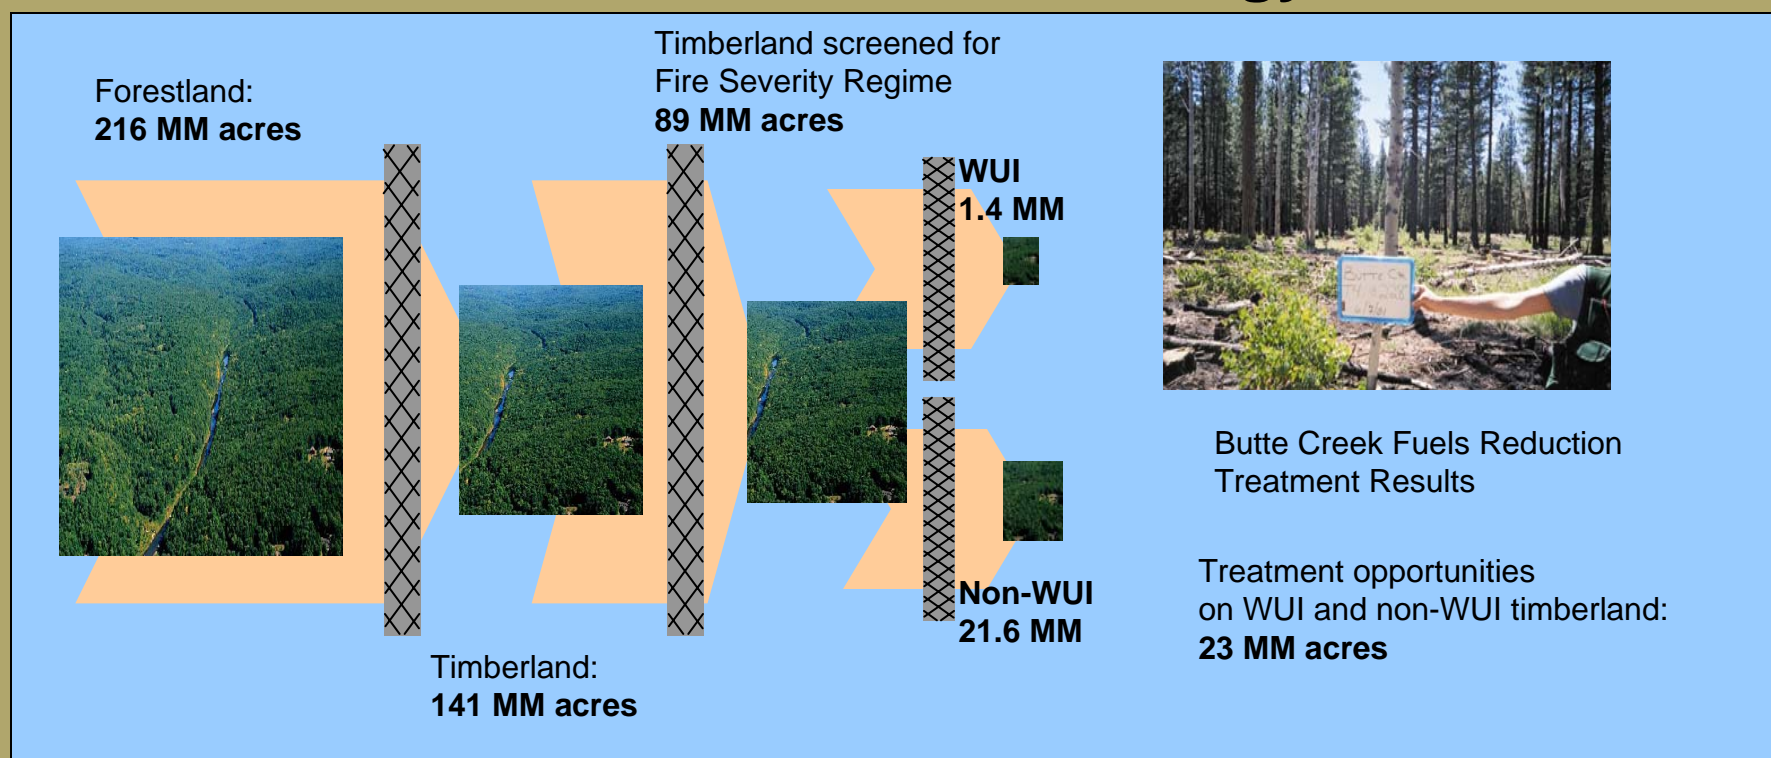 Forestland:
216 MM acres
Timberland screened for
Fire Severity Regime
89 MM acres
WUI
1.4 MM
Non-WUI
21.6 MM
Timberland:
141 MM acres
Butte Creek Fuels Reduction
Treatment Results
Treatment opportunities
on WUI and non-WUI timberland:
23 MM acres